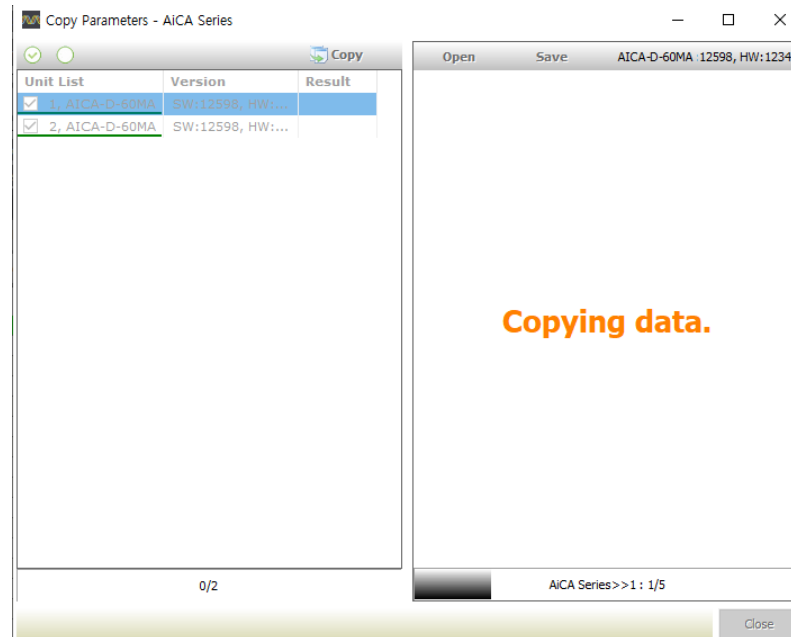 Copy Parameters - AiCA Series
Copy
Open Save AICA-D-60MA :12598, HW:1234
Unit List Version Result
1, AICA-D-60MA SW:12598, HW:...
2, AICA-D-60MA SW:12598, HW:...
Copying data.
0/2
AiCA Series>>1 : 1/5
Close